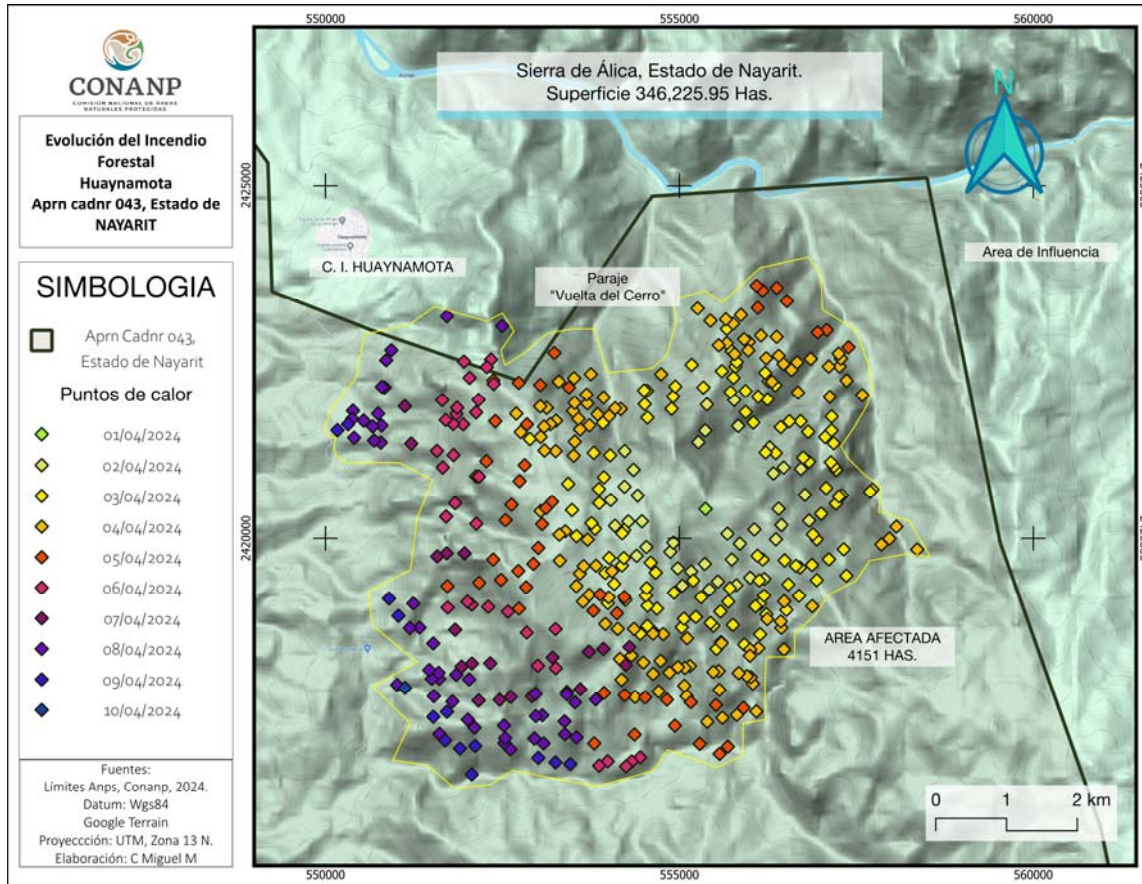 CONANP
COMISIÓN NACIONAL DE ÁREAS
NATURALES PROTEGIDAS
Evolución del Incendio
Forestal
Huaynamota
Aprn cadnr 043, Estado de
NAYARIT
SIMBOLOGIA
Aprn Cadnr 043,
Estado de Nayarit
Puntos de calor
01/04/2024
02/04/2024
03/04/2024
04/04/2024
05/04/2024
06/04/2024
07/04/2024
08/04/2024
09/04/2024
10/04/2024
Fuentes:
Límites Anps, Conanp, 2024.
Datum: Wgs84
Google Terrain
Proyeccción: UTM, Zona 13 N.
Elaboración: C Miguel M
550000
555000
560000
Sierra de Álica, Estado de Nayarit.
Superficie 346,225.95 Has.
N
2425000
C. I. HUAYNAMOTA
Paraje
"Vuelta del Cerro"
Area de Influencia
2420000
AREA AFECTADA
4151 HAS.
0 1 2 km
550000
555000
560000